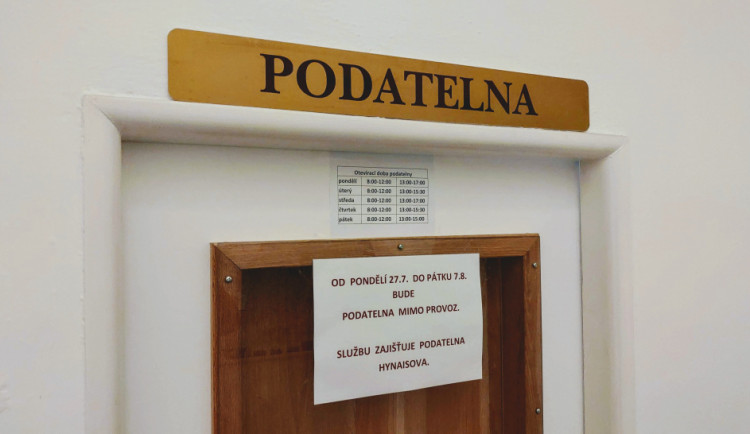 PODATELNA
Otevírací doba podatelny
pondělí 8:00-12:00 13:00-17:00
úterý 8:00-12:00 13:00-15:30
středa 8:00-12:00 13:00-17:00
čtvrtek 8:00-12:00 13:00-15:30
pátek 8:00-12:00 13:00-15:00
OD PONDĚLÍ 27.7. DO PÁTKU 7.8.
BUDE
PODATELNA MIMO PROVOZ.
SLUŽBU ZAJIŠŤUJE PODATELNA
HYNAISOVA.